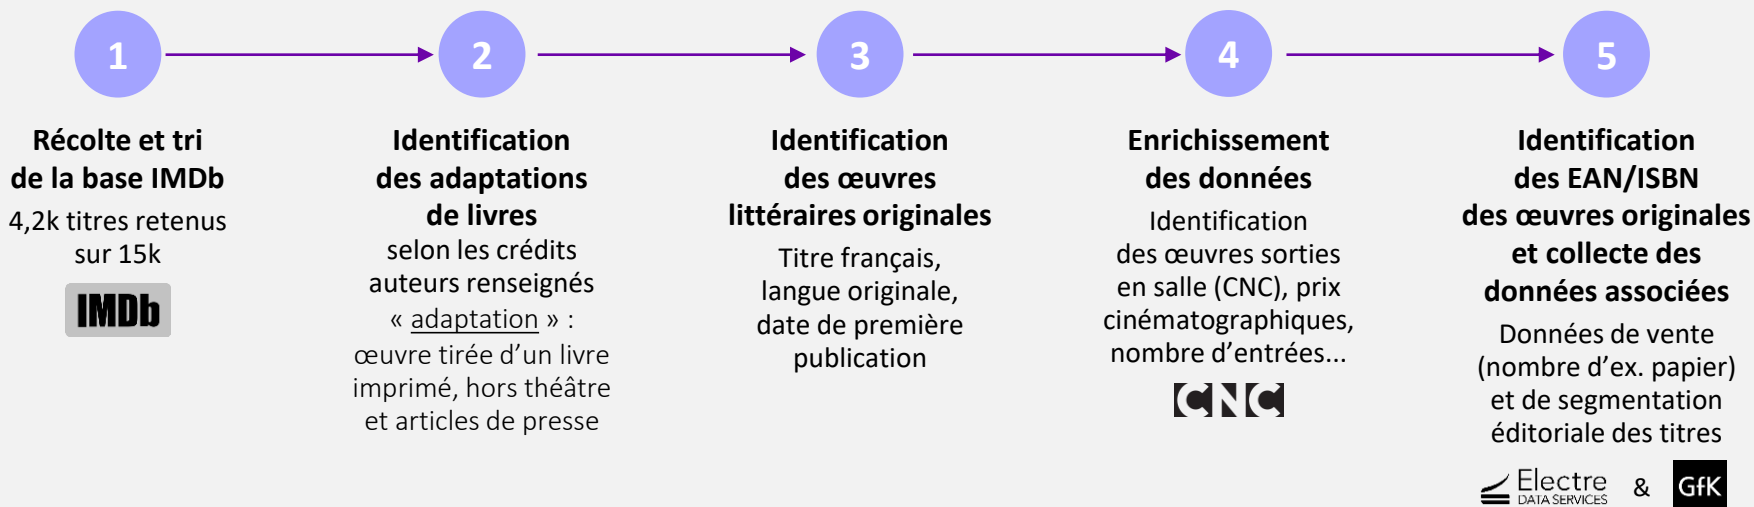 1
Récolte et tri
de la base IMDb
4,2k titres retenus
sur 15k
IMDb
2
Identification
des adaptations
de livres
selon les crédits
auteurs renseignés
« adaptation » :
œuvre tirée d’un livre
imprimé, hors théâtre
et articles de presse
3
Identification
des œuvres
littéraires originales
Titre français,
langue originale,
date de première
publication
4
Enrichissement
des données
Identification
des œuvres sorties
en salle (CNC), prix
cinématographiques,
nombre d’entrées...
CNC
5
Identification
des EAN/ISBN
des œuvres originales
et collecte des
données associées
Données de vente
(nombre d’ex. papier)
et de segmentation
éditoriale des titres
Electre
DATA SERVICES
&
GfK